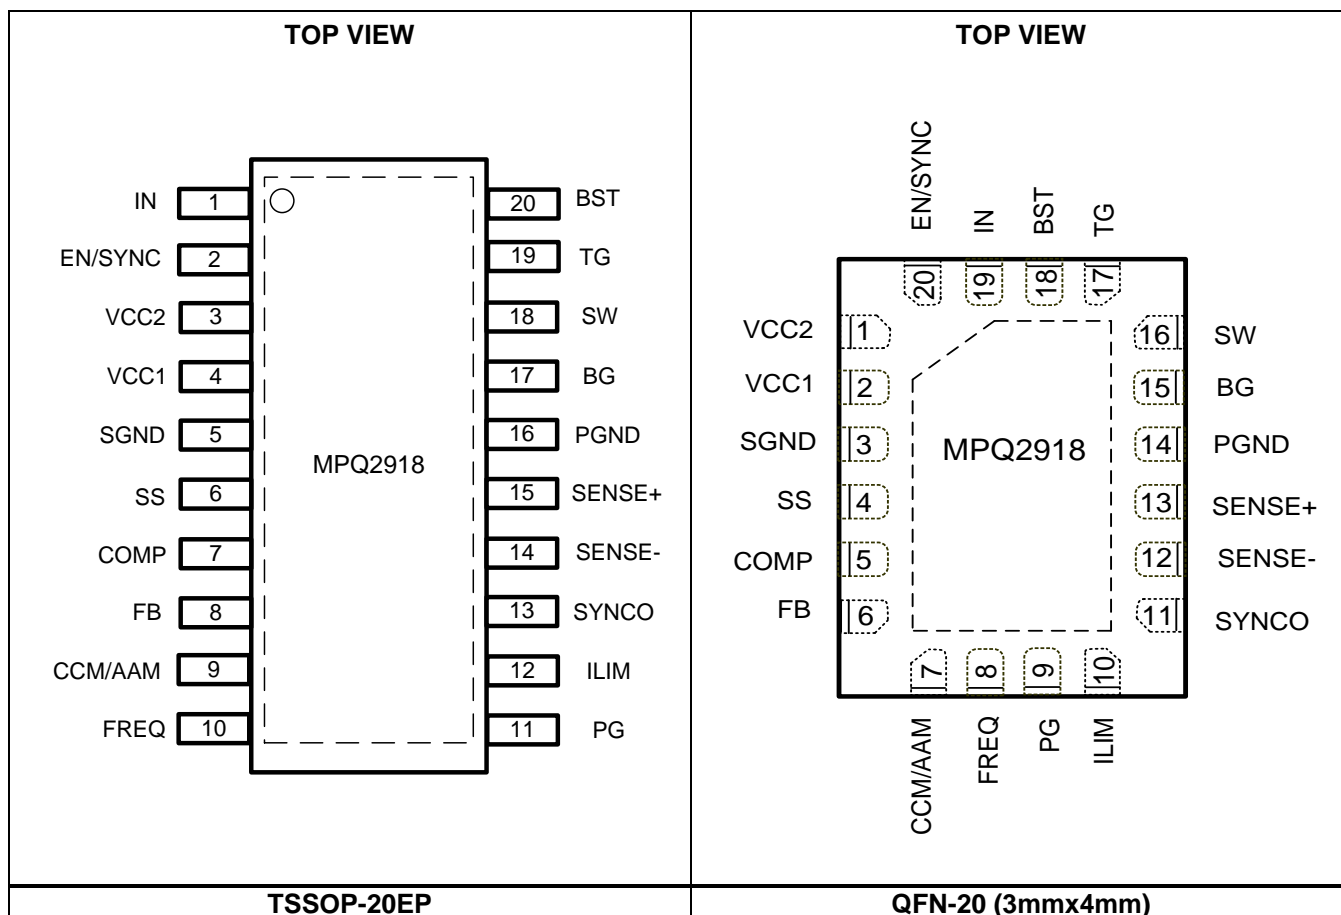 TOP VIEW
IN 1
EN/SYNC 2
VCC2 3
VCC1 4
SGND 5
SS 6
COMP 7
FB 8
CCM/AAM 9
FREQ 10
MPQ2918
20 BST
19 TG
18 SW
17 BG
16 PGND
15 SENSE+
14 SENSE-
13 SYNCO
12 ILIM
11 PG
TSSOP-20EP
TOP VIEW
EN/SYNC 20
IN 19
BST 18
TG 17
VCC2 1
VCC1 2
SGND 3
SS 4
COMP 5
FB 6
MPQ2918
16 SW
15 BG
14 PGND
13 SENSE+
12 SENSE-
11 SYNCO
7 CCM/AAM
8 FREQ
9 PG
10 ILIM
QFN-20 (3mmx4mm)